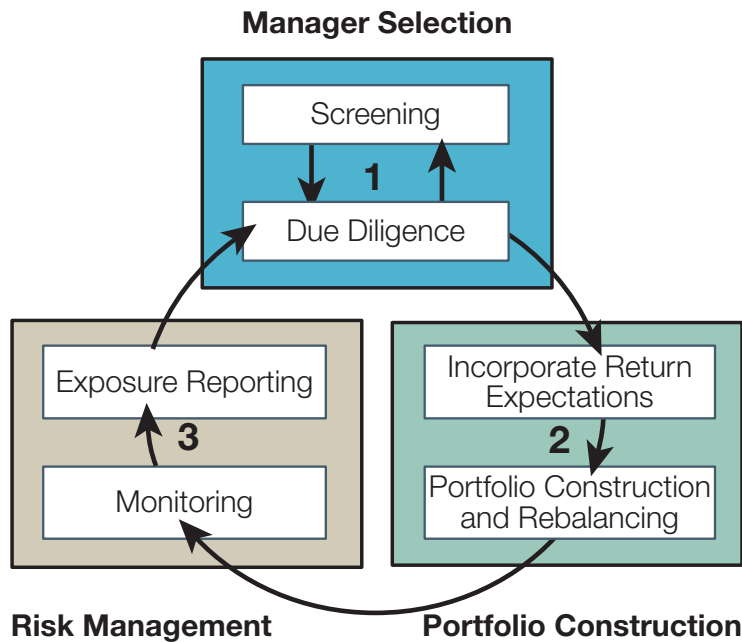 Manager Selection
Screening
1
Due Diligence
Exposure Reporting
3
Monitoring
Risk Management
Incorporate Return
Expectations
2
Portfolio Construction
and Rebalancing
Portfolio Construction